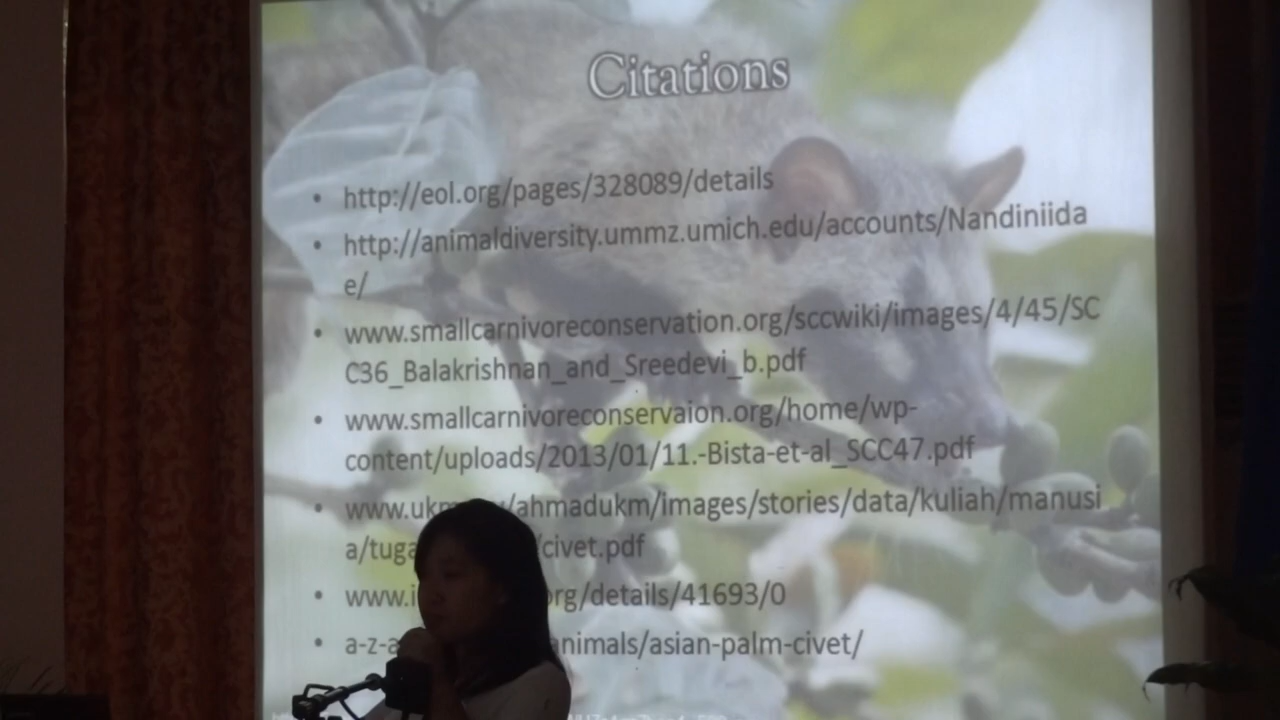 Citations
• http://eol.org/pages/328089/details
• http://animaldiversity.ummz.umich.edu/accounts/Nandiniida
e/
• www.smallcarnivoreconservation.org/sccwiki/images/4/45/SC
C36_Balakrishnan_and_Sreedevi_b.pdf
• www.smallcarnivoreconservaion.org/home/wp-
content/uploads/2013/01/11.-Bista-et-al_SCC47.pdf
• www.ukm /ahmadukm/images/stories/data/kuliah/manusi
a/tuga civet.pdf
• www.i org/details/41693/0
• a-z-a animals/asian-palm-civet/